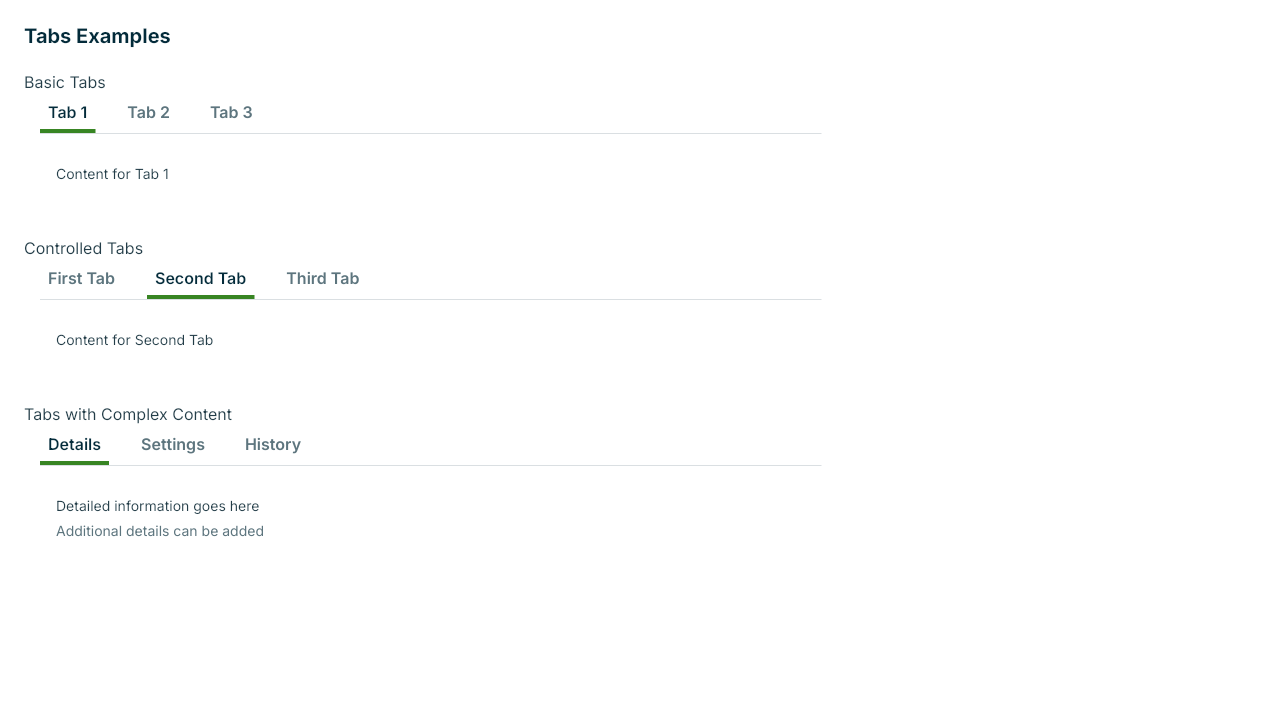 Tabs Examples
Basic Tabs
Tab 1 Tab 2 Tab 3
Content for Tab 1
Controlled Tabs
First Tab Second Tab Third Tab
Content for Second Tab
Tabs with Complex Content
Details Settings History
Detailed information goes here
Additional details can be added